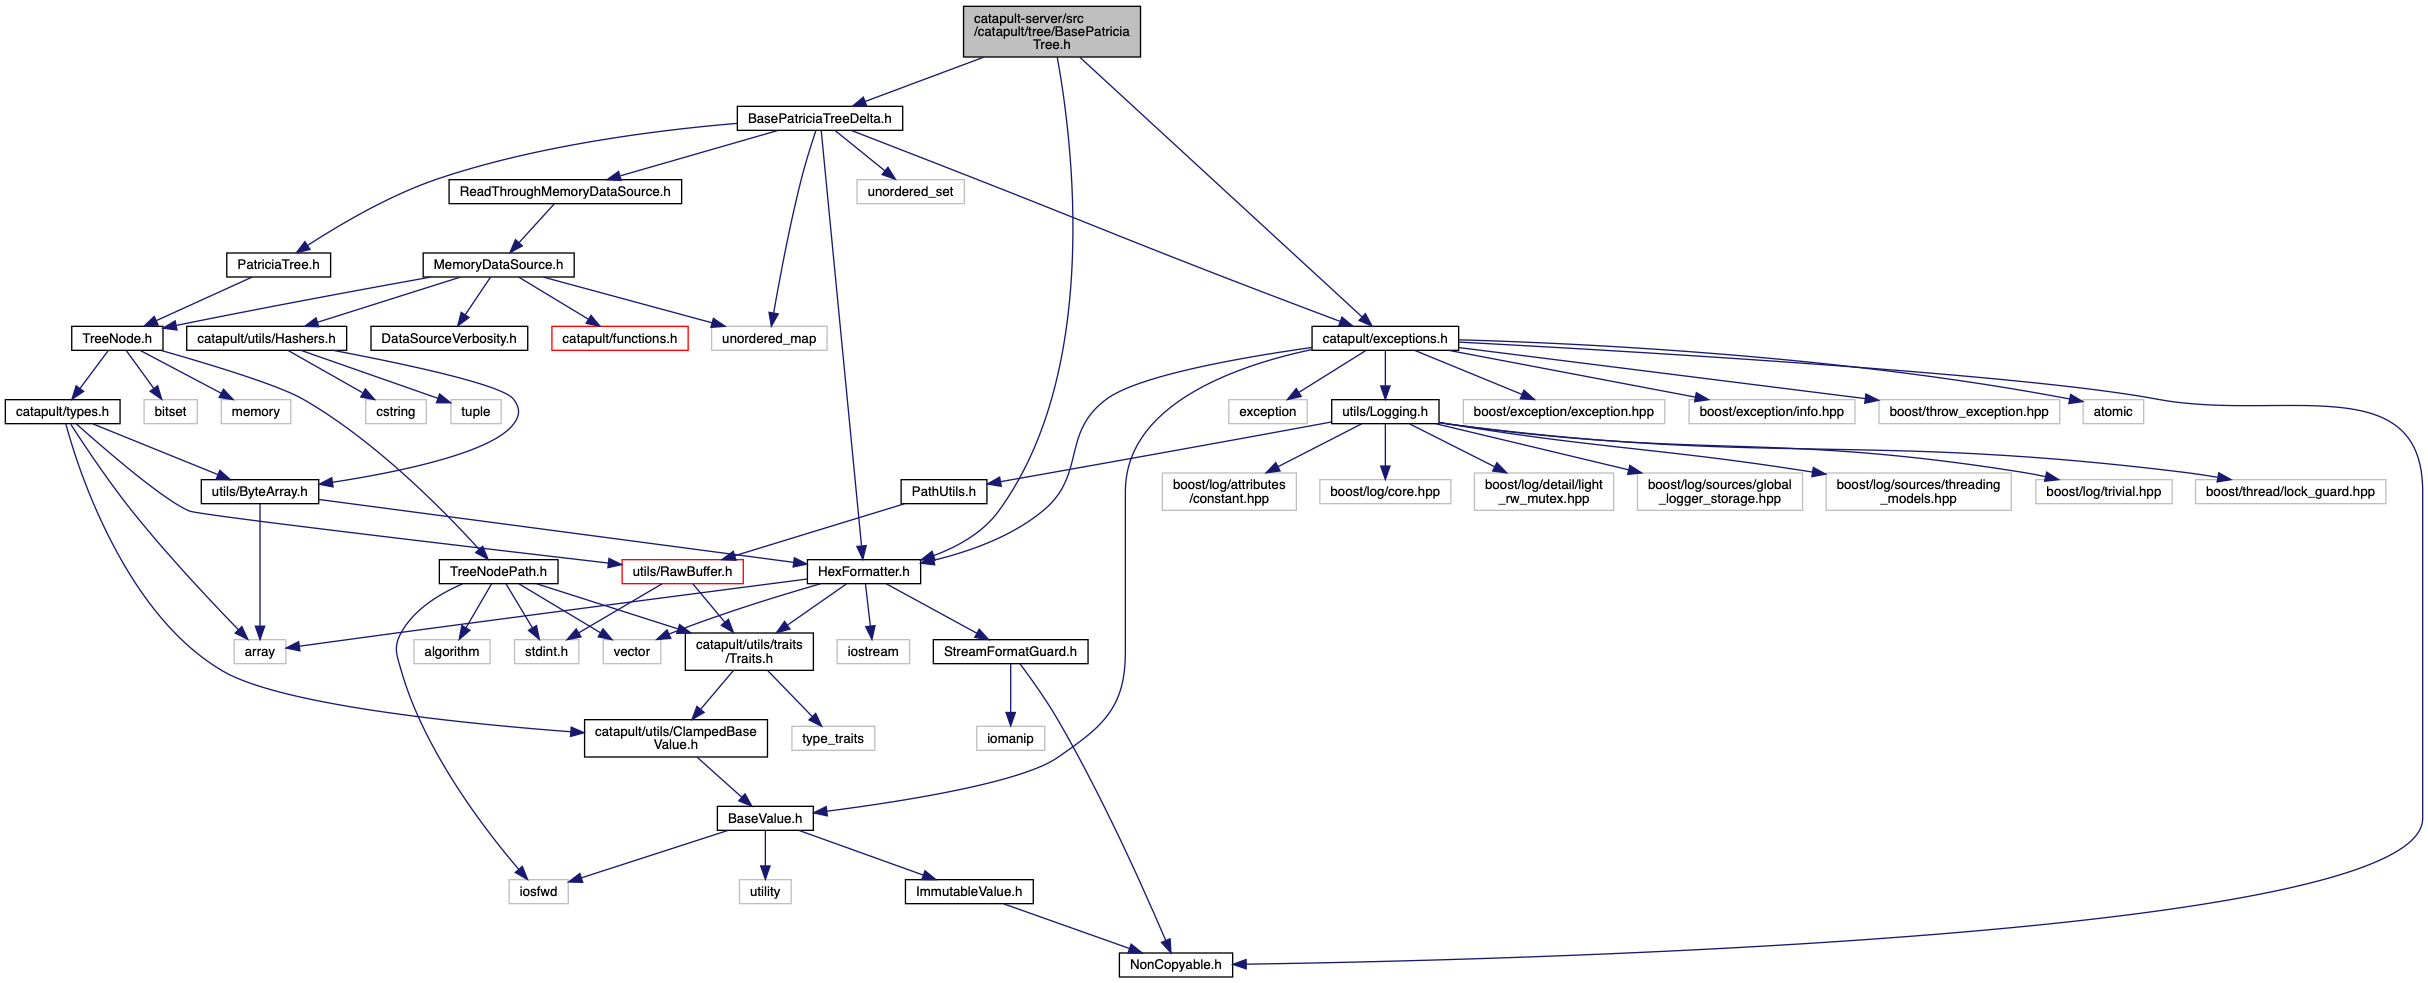 catapult-server/src
/catapult/tree/BasePatricia
Tree.h
BasePatriciaTreeDelta.h
ReadThroughMemoryDataSource.h
unordered_set
PatriciaTree.h
MemoryDataSource.h
TreeNode.h
catapult/utils/Hashers.h
DataSourceVerbosity.h
catapult/functions.h
unordered_map
catapult/exceptions.h
catapult/types.h
bitset
memory
cstring
tuple
exception
utils/Logging.h
boost/exception/exception.hpp
boost/exception/info.hpp
boost/throw_exception.hpp
atomic
utils/ByteArray.h
PathUtils.h
boost/log/attributes
/constant.hpp
boost/log/core.hpp
boost/log/detail/light
_rw_mutex.hpp
boost/log/sources/global
_logger_storage.hpp
boost/log/sources/threading
_models.hpp
boost/log/trivial.hpp
boost/thread/lock_guard.hpp
TreeNodePath.h
utils/RawBuffer.h
HexFormatter.h
array
algorithm
stdint.h
vector
catapult/utils/traits
/Traits.h
iostream
StreamFormatGuard.h
catapult/utils/ClampedBase
Value.h
type_traits
iomanip
BaseValue.h
iosfwd
utility
ImmutableValue.h
NonCopyable.h